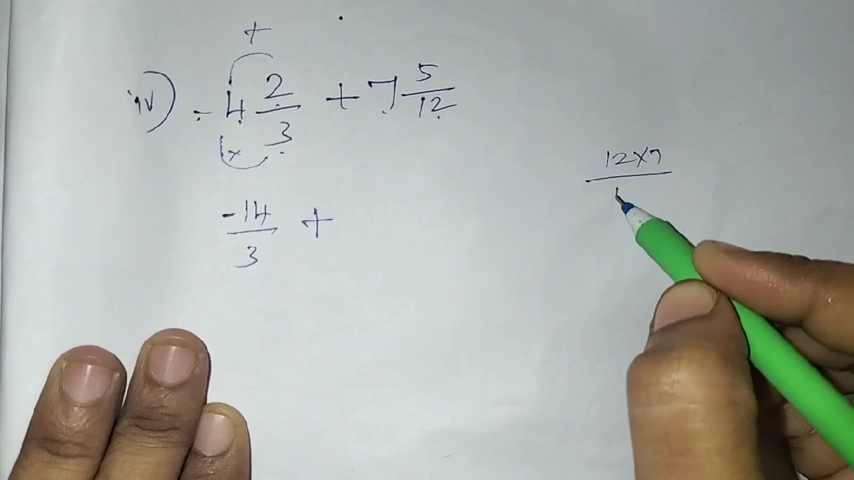 +
iv) -4 2/3 + 7 5/12
×
12×7
-14/3 +